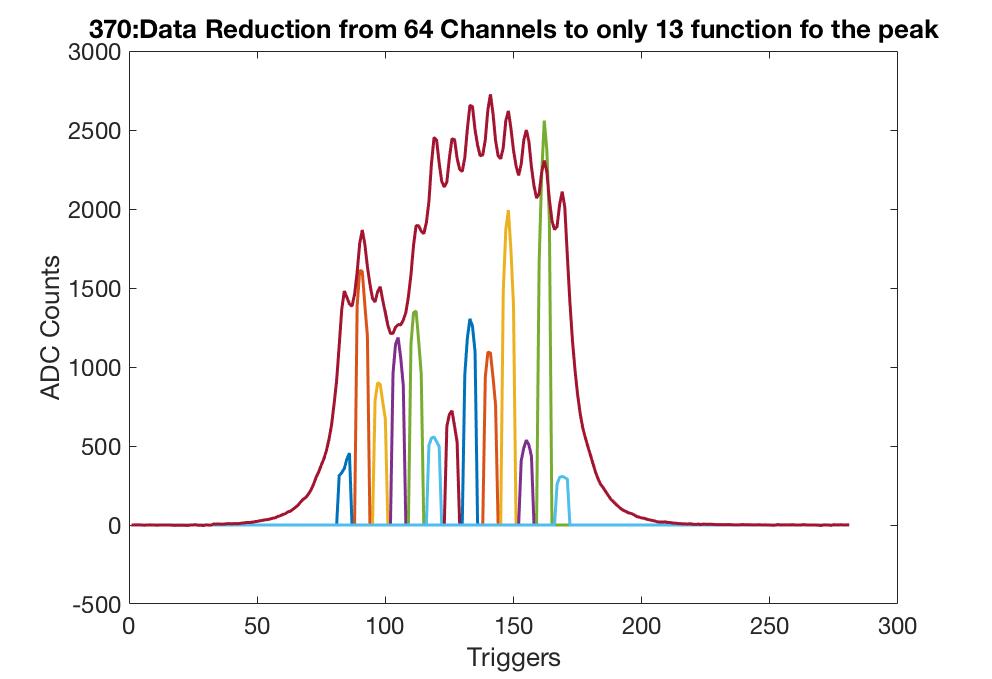 370:Data Reduction from 64 Channels to only 13 function fo the peak
3000
2500
2000
1500
1000
500
0
-500
ADC Counts
0 50 100 150 200 250 300
Triggers